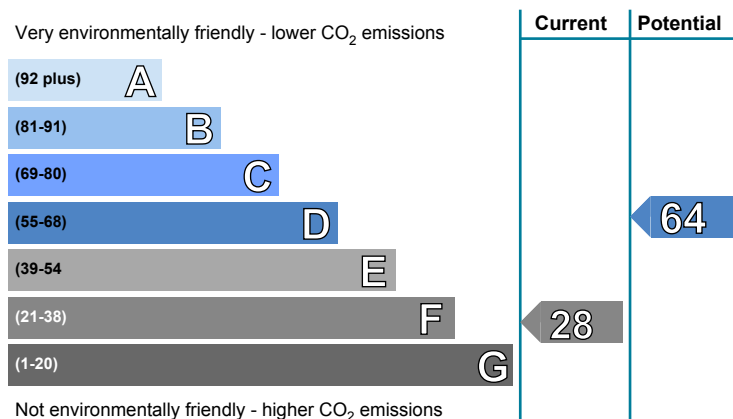 Very environmentally friendly - lower CO₂ emissions
Current Potential
(92 plus) A
(81-91) B
(69-80) C
(55-68) D
64
(39-54 E
(21-38) F
28
(1-20) G
Not environmentally friendly - higher CO₂ emissions